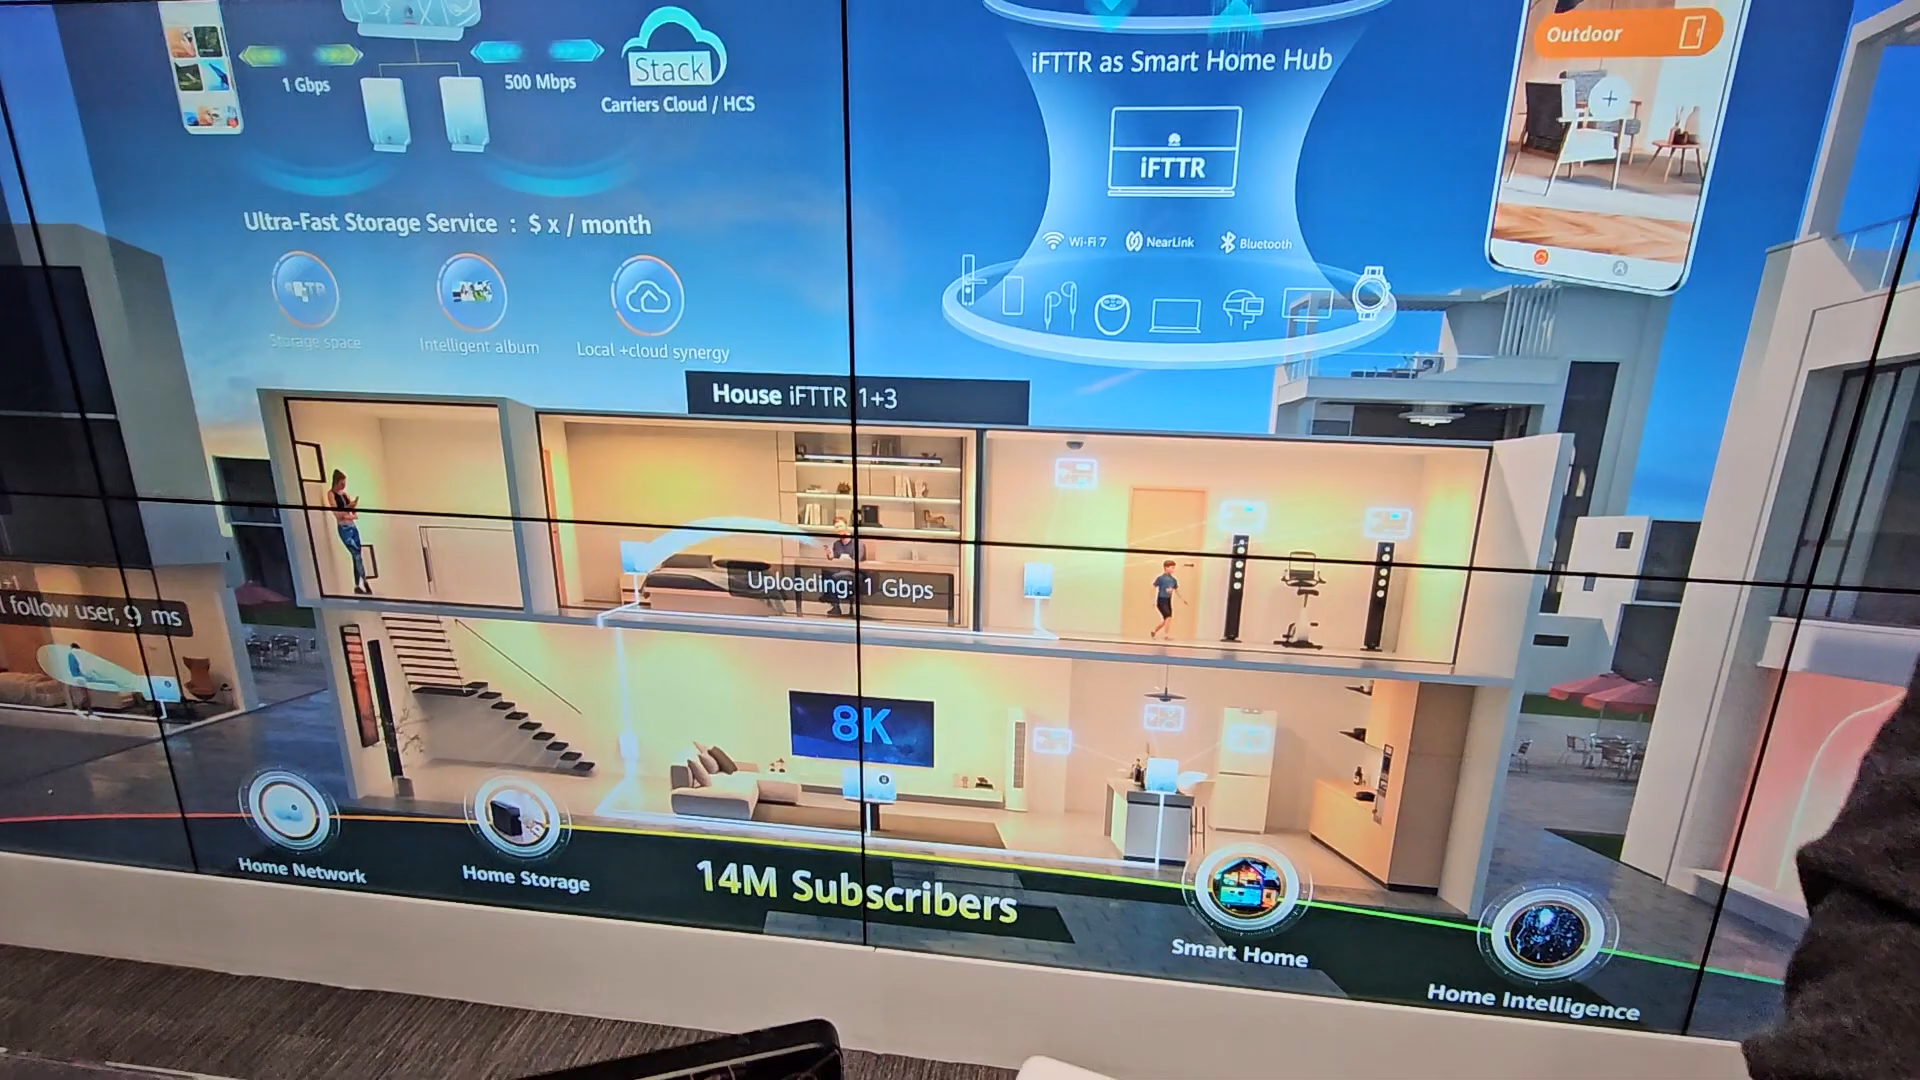 1 Gbps
500 Mbps
Stack
Carriers Cloud / HCS
Ultra-Fast Storage Service : $ x / month
Storage space
Intelligent album
Local +cloud synergy
iFTTR as Smart Home Hub
iFTTR
Wi-Fi 7
NearLink
Bluetooth
Outdoor
House iFTTR 1+3
Uploading: 1 Gbps
follow user, 9 ms
8K
Home Network
Home Storage
14M Subscribers
Smart Home
Home Intelligence